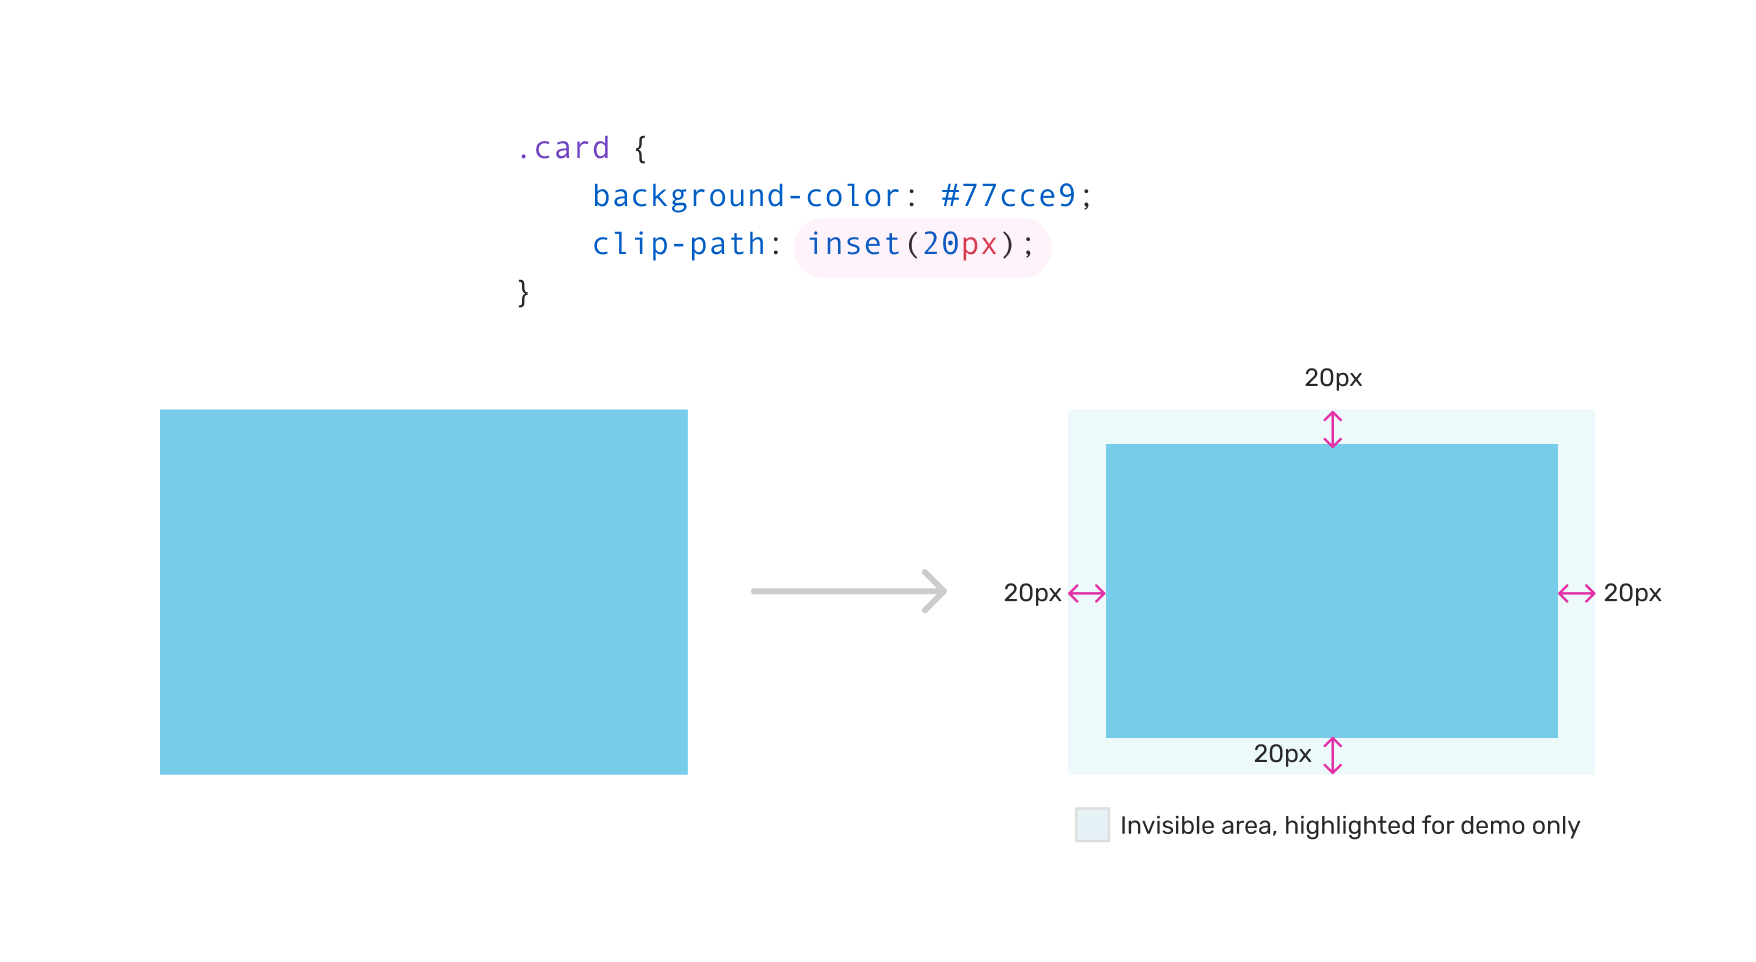 .card {
    background-color: #77cce9;
    clip-path: inset(20px);
}
20px
20px
20px
20px
Invisible area, highlighted for demo only